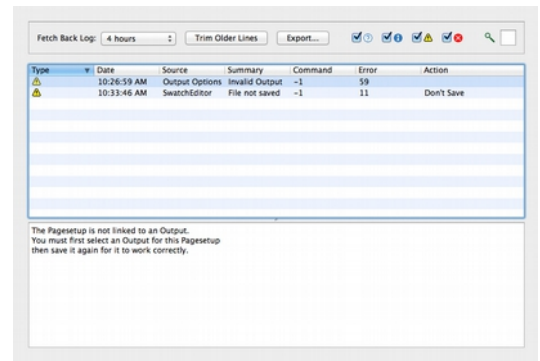 Fetch Back Log: 4 hours Trim Older Lines Export...
Type Date Source Summary Command Error Action
10:26:59 AM Output Options Invalid Output -1 59
10:33:46 AM SwatchEditor File not saved -1 11 Don't Save
The Pagesetup is not linked to an Output.
You must first select an Output for this Pagesetup
then save it again for it to work correctly.